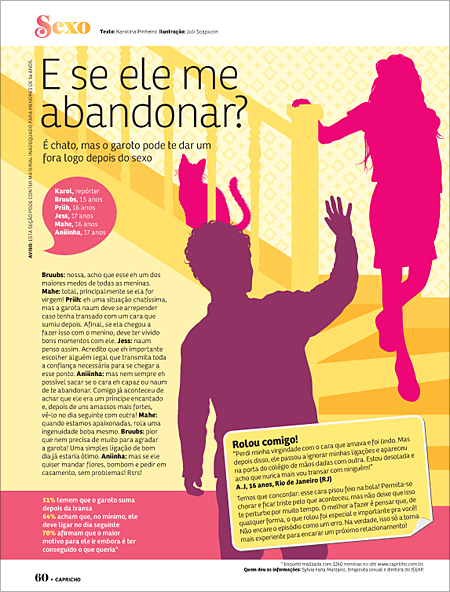 Sexo
Texto: Karolina Pinheiro Ilustração: Juli Scapucin
AVISO: ESTA SEÇÃO PODE CONTER MATERIAL INADEQUADO PARA MENORES DE 14 ANOS.
E se ele me
abandonar?
É chato, mas o garoto pode te dar um
fora logo depois do sexo
Karol, repórter
Bruubs, 15 anos
Priih, 16 anos
Jess, 17 anos
Mahe, 16 anos
Aniiinha, 17 anos
Bruubs: nossa, acho que esse eh um dos
maiores medos de todas as meninas.
Mahe: total, principalmente se ela for
virgem! Priih: eh uma situação chatíssima,
mas a garota naum deve se arrepender
caso tenha transado com um cara que
sumiu depois. Afinal, se ela chegou a
fazer isso com o menino, deve ter vivido
bons momentos com ele. Jess: naum
penso assim. Acredito que eh importante
escolher alguém legal que transmita toda
a confiança necessária para se chegar a
esse ponto. Aniiinha: mas nem sempre eh
possível sacar se o cara eh capaz ou naum
de te abandonar. Comigo já aconteceu de
achar que ele era um príncipe encantado
e, depois de uns amassos mais fortes,
vê-lo no dia seguinte com outra! Mahe:
quando estamos apaixonadas, rola uma
ingenuidade boba mesmo. Bruubs: pior
que nem precisa de muito para agradar
a garota! Uma simples ligação de bom
dia já estaria ótimo. Aniinha: mas se ele
quiser mandar flores, bombom e pedir em
casamento, sem problemas! Rsrs!
51% temem que o garoto suma
depois da transa
64% acham que, no mínimo, ele
deve ligar no dia seguinte
70% afirmam que o maior
motivo para ele ir embora é ter
conseguido o que queria*
Rolou comigo!
"Perdi minha virgindade com o cara que amava e foi lindo. Mas
depois disso, ele passou a ignorar minhas ligações e apareceu
na porta do colégio de mãos dadas com outra. Estou desolada e
acho que nunca mais vou transar com ninguém!"
A.J, 16 anos, Rio de Janeiro (RJ)
Temos que concordar: esse cara pisou feio na bola! Permita-se
chorar e ficar triste pelo que aconteceu, mas não deixe que isso
te perturbe por muito tempo. O melhor a fazer é pensar que, de
qualquer forma, o que rolou foi especial e importante pra você!
Não encare o episódio como um erro. Na verdade, isso só a torna
mais experiente para encarar um próximo relacionamento!
* Enquete realizada com 1260 meninas no site www.capricho.com.br.
Quem deu as informações: Sylvia Faria Marzano, terapeuta sexual e diretora do ISEXP.
60 • CAPRICHO